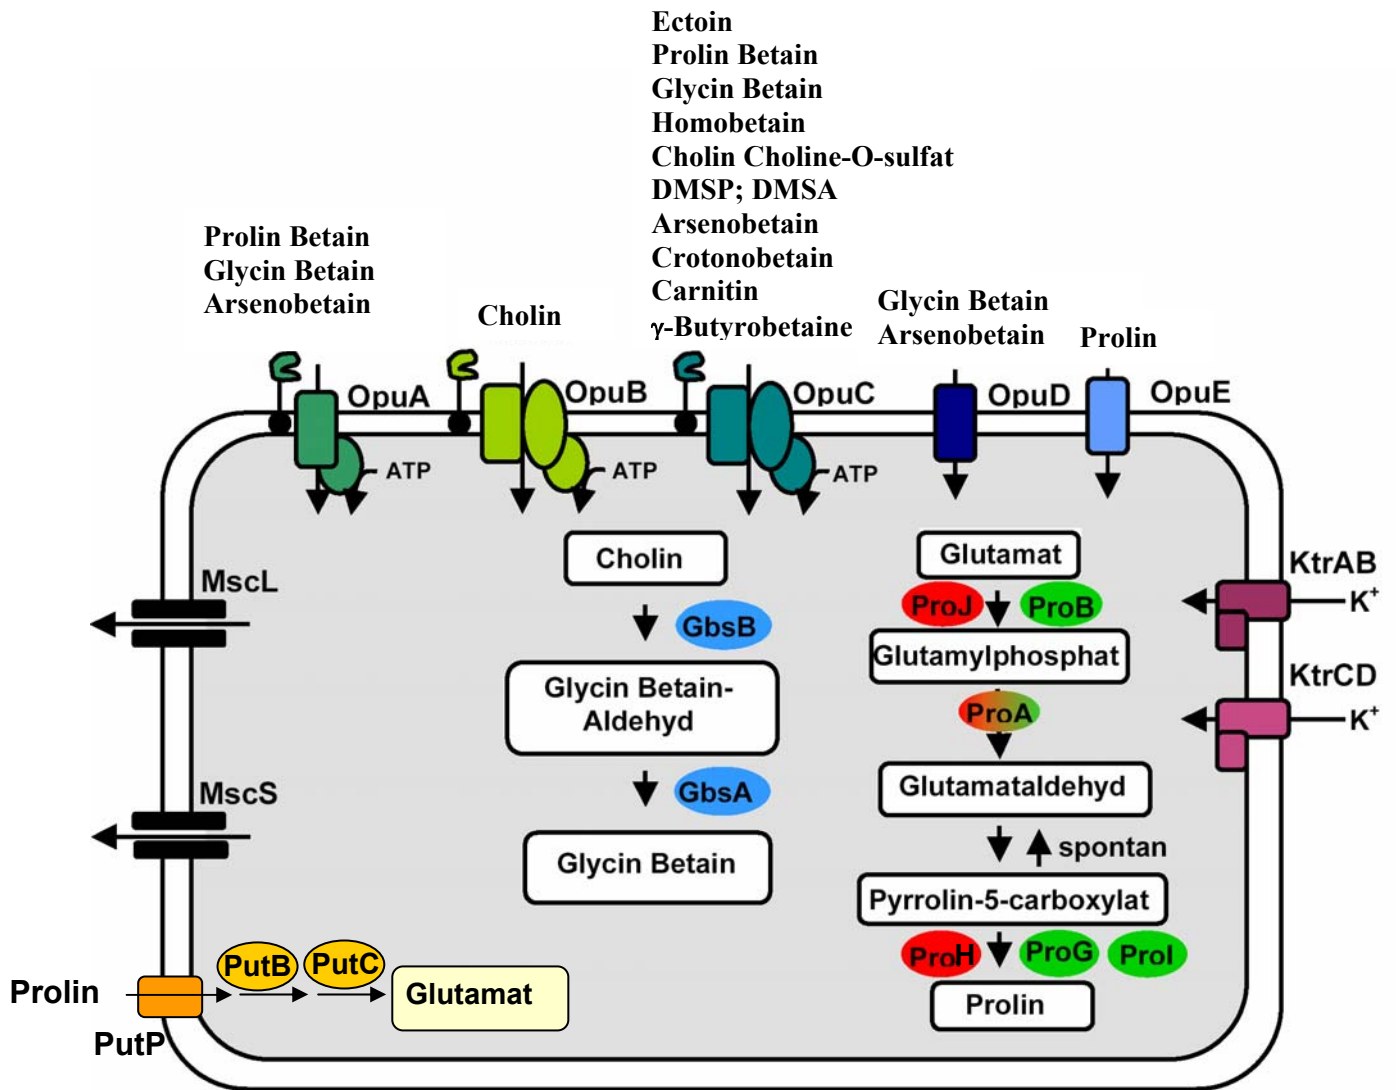 Ectoin
Prolin Betain
Glycin Betain
Homobetain
Cholin Choline-O-sulfat
DMSP; DMSA
Arsenobetain
Crotonobetain
Carnitin
γ-Butyrobetaine
Prolin Betain
Glycin Betain
Arsenobetain
Cholin
Glycin Betain
Arsenobetain
Prolin
OpuA
OpuB
OpuC
OpuD
OpuE
ATP
ATP
ATP
MscL
MscS
Cholin
GbsB
Glycin Betain-
Aldehyd
GbsA
Glycin Betain
Glutamat
ProJ
ProB
Glutamylphosphat
ProA
Glutamataldehyd
spontan
Pyrrolin-5-carboxylat
ProH
ProG
ProI
Prolin
KtrAB
K+
KtrCD
K+
Prolin
PutP
PutB
PutC
Glutamat